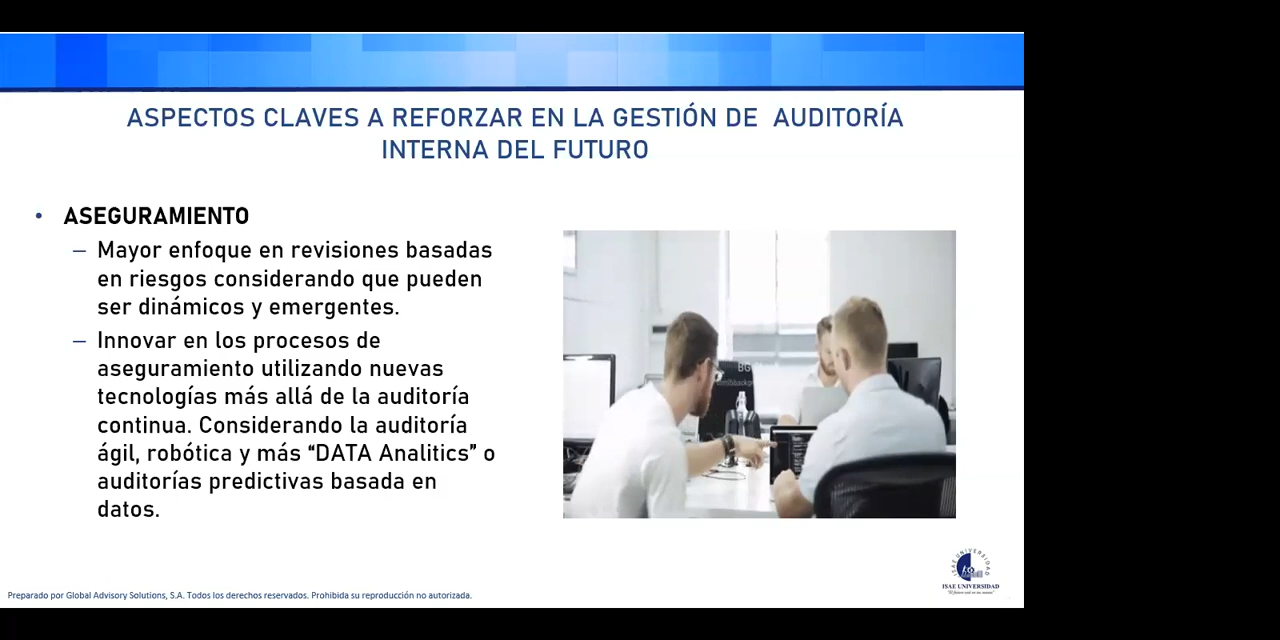 ASPECTOS CLAVES A REFORZAR EN LA GESTIÓN DE AUDITORÍA
INTERNA DEL FUTURO
• ASEGURAMIENTO
– Mayor enfoque en revisiones basadas
en riesgos considerando que pueden
ser dinámicos y emergentes.
– Innovar en los procesos de
aseguramiento utilizando nuevas
tecnologías más allá de la auditoría
continua. Considerando la auditoría
ágil, robótica y más “DATA Analitics” o
auditorías predictivas basada en
datos.
ISAE UNIVERSIDAD
ISAE UNIVERSIDAD
Preparado por Global Advisory Solutions, S.A. Todos los derechos reservados. Prohibida su reproducción no autorizada.